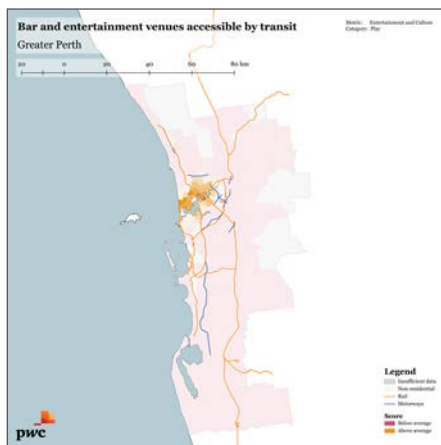 Bar and entertainment venues accessible by transit
Greater Perth
20 0 20 40 60 80 km
Metric: Entertainment and Culture
Category: Play
Legend
Insufficient data
Non-residential
Rail
Motorways
Score
Below average
Above average
pwc